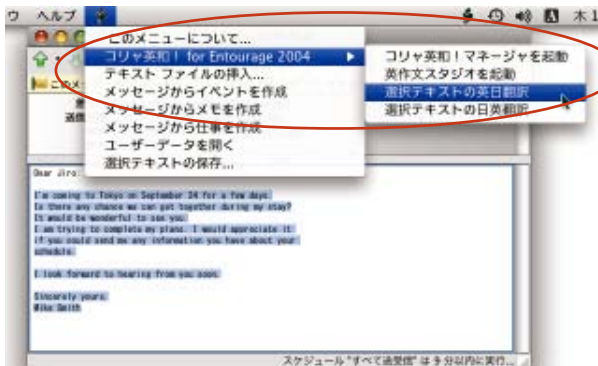 ウ ヘルプ
木 1
このメニューについて...
コリャ英和！ for Entourage 2004
テキスト ファイルの挿入...
メッセージからイベントを作成
メッセージからメモを作成
メッセージから仕事を作成
ユーザーデータを開く
選択テキストの保存...
コリャ英和！マネージャを起動
英作文スタジオを起動
選択テキストの英日翻訳
選択テキストの日英翻訳
このメ
差
送信
Dear Jiro:
I'm coming to Tokyo on September 24 for a few days.
Is there any chance we can get together during my stay?
It would be wonderful to see you.
I am trying to complete my plans. I would appreciate it
if you could send me any information you have about your
schedule.
I look forward to hearing from you soon.
Sincerely yours,
Mike Smith
スケジュール "すべて送受信" は 9 分以内に実行...